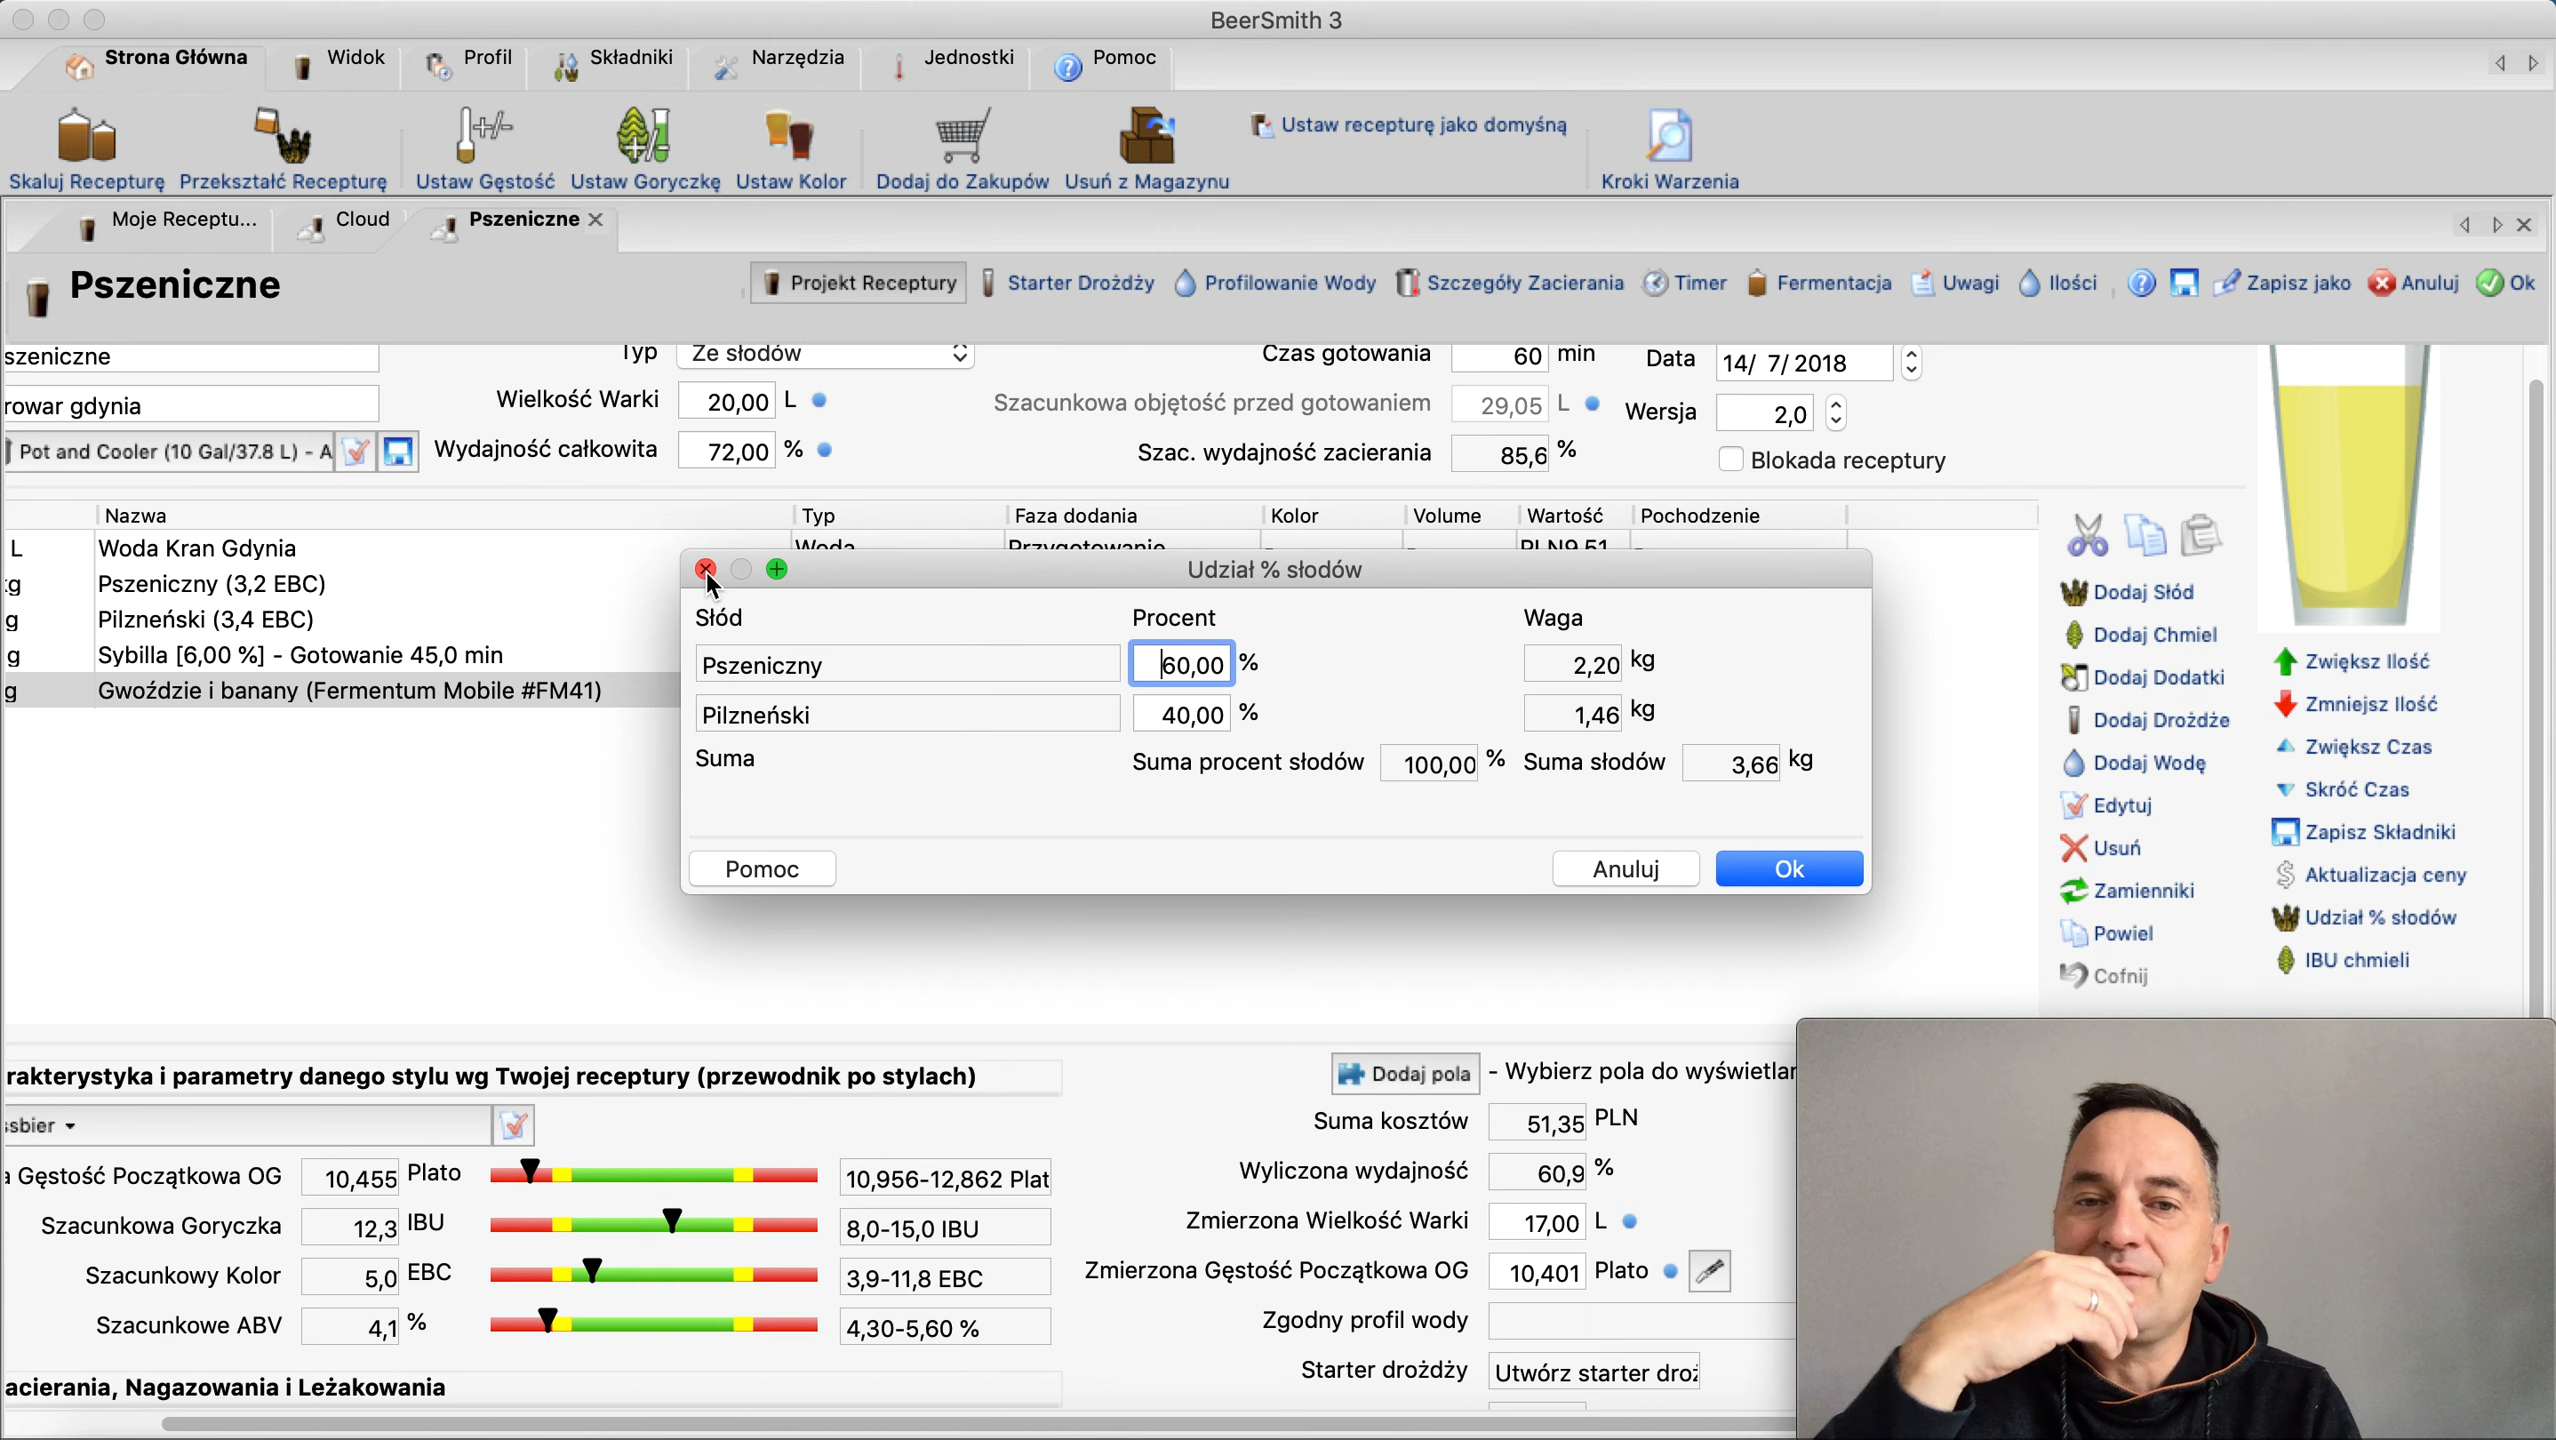 BeerSmith 3
Strona Główna Widok Profil Składniki Narzędzia Jednostki Pomoc
Skaluj Recepturę Przekształć Recepturę Ustaw Gęstość Ustaw Goryczkę Ustaw Kolor Dodaj do Zakupów Usuń z Magazynu Ustaw recepturę jako domyśną Kroki Warzenia
Moje Receptu... Cloud Pszeniczne
Pszeniczne Projekt Receptury Starter Drożdży Profilowanie Wody Szczegóły Zacierania Timer Fermentacja Uwagi Ilości Zapisz jako Anuluj Ok
szeniczne Typ Ze słodów Czas gotowania 60 min Data 14/ 7/ 2018
rowar gdynia Wielkość Warki 20,00 L Szacunkowa objętość przed gotowaniem 29,05 L Wersja 2,0
Pot and Cooler (10 Gal/37.8 L) - A Wydajność całkowita 72,00 % Szac. wydajność zacierania 85,6 % Blokada receptury
Nazwa Typ Faza dodania Kolor Volume Wartość Pochodzenie
L Woda Kran Gdynia Woda Przygotowanie - - PLN9,51 -
g Pszeniczny (3,2 EBC)
g Pilzneński (3,4 EBC)
g Sybilla [6,00 %] - Gotowanie 45,0 min
g Gwoździe i banany (Fermentum Mobile #FM41)
Udział % słodów
Słód Procent Waga
Pszeniczny 60,00 % 2,20 kg
Pilzneński 40,00 % 1,46 kg
Suma Suma procent słodów 100,00 % Suma słodów 3,66 kg
Pomoc Anuluj Ok
Dodaj Słód
Dodaj Chmiel
Dodaj Dodatki
Dodaj Drożdże
Dodaj Wodę
Edytuj
Usuń
Zamienniki
Powiel
Cofnij
Zwiększ Ilość
Zmniejsz Ilość
Zwiększ Czas
Skróć Czas
Zapisz Składniki
Aktualizacja ceny
Udział % słodów
IBU chmieli
rakterystyka i parametry danego stylu wg Twojej receptury (przewodnik po stylach)
ssbier
a Gęstość Początkowa OG 10,455 Plato 10,956-12,862 Plat
Szacunkowa Goryczka 12,3 IBU 8,0-15,0 IBU
Szacunkowy Kolor 5,0 EBC 3,9-11,8 EBC
Szacunkowe ABV 4,1 % 4,30-5,60 %
acierania, Nagazowania i Leżakowania
Dodaj pola - Wybierz pola do wyświetlan
Suma kosztów 51,35 PLN
Wyliczona wydajność 60,9 %
Zmierzona Wielkość Warki 17,00 L
Zmierzona Gęstość Początkowa OG 10,401 Plato
Zgodny profil wody
Starter drożdży Utwórz starter droż